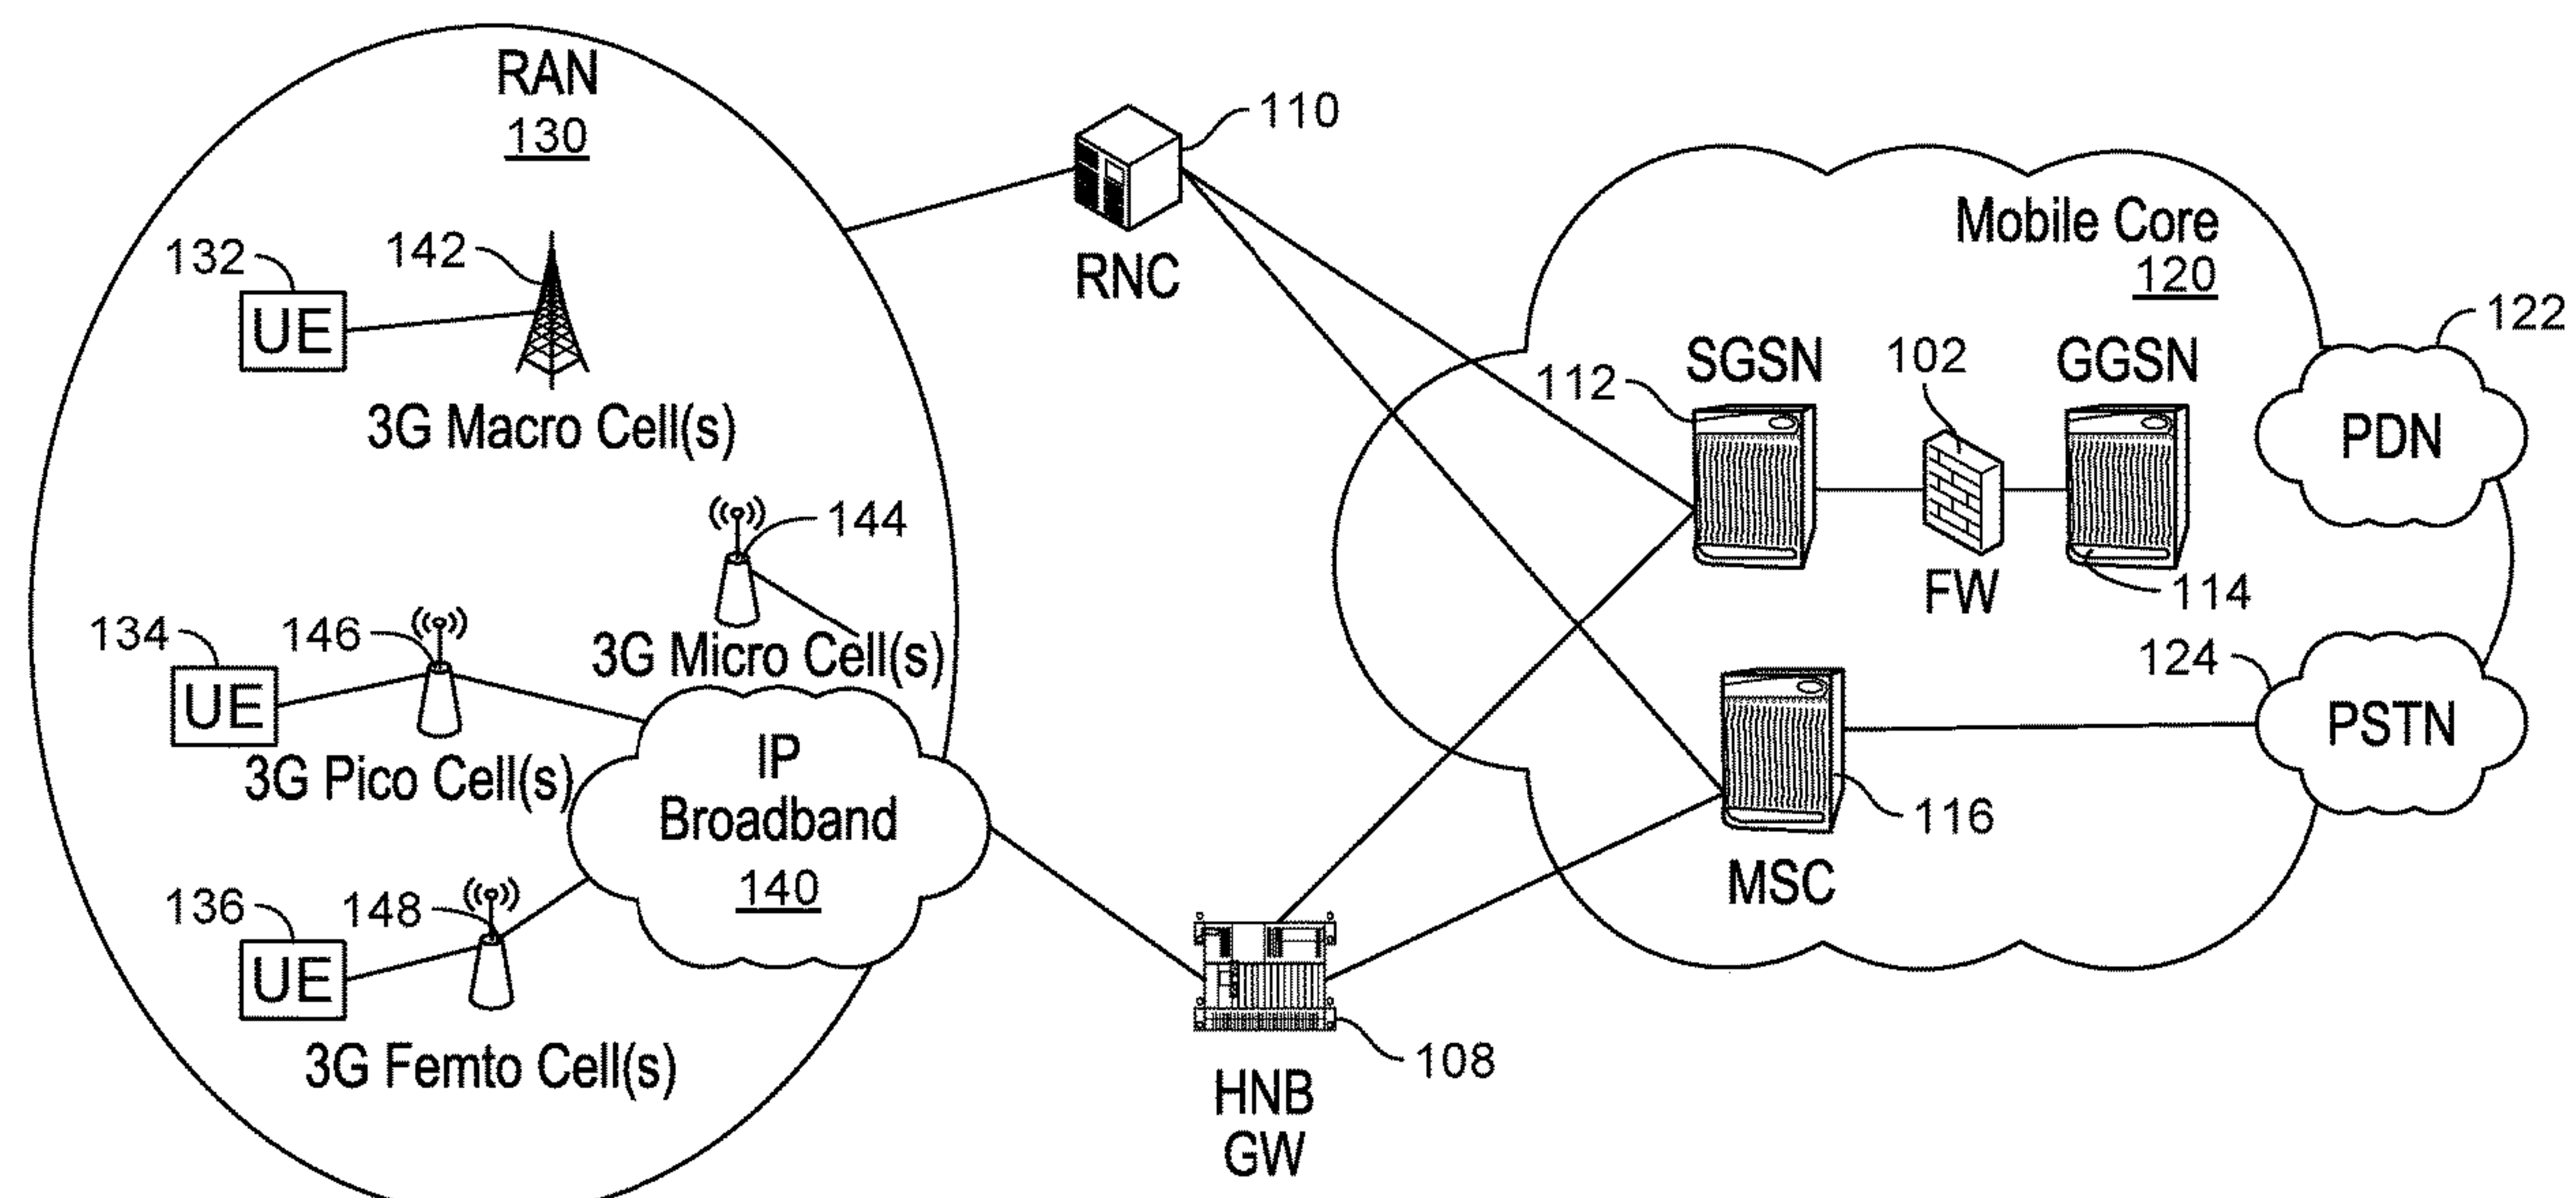 RAN
130
132
142
UE
3G Macro Cell(s)
144
3G Micro Cell(s)
134
146
UE
3G Pico Cell(s)
IP
Broadband
140
136
148
UE
3G Femto Cell(s)
110
RNC
108
HNB
GW
Mobile Core
120
112
SGSN
102
FW
GGSN
114
122
PDN
124
PSTN
116
MSC